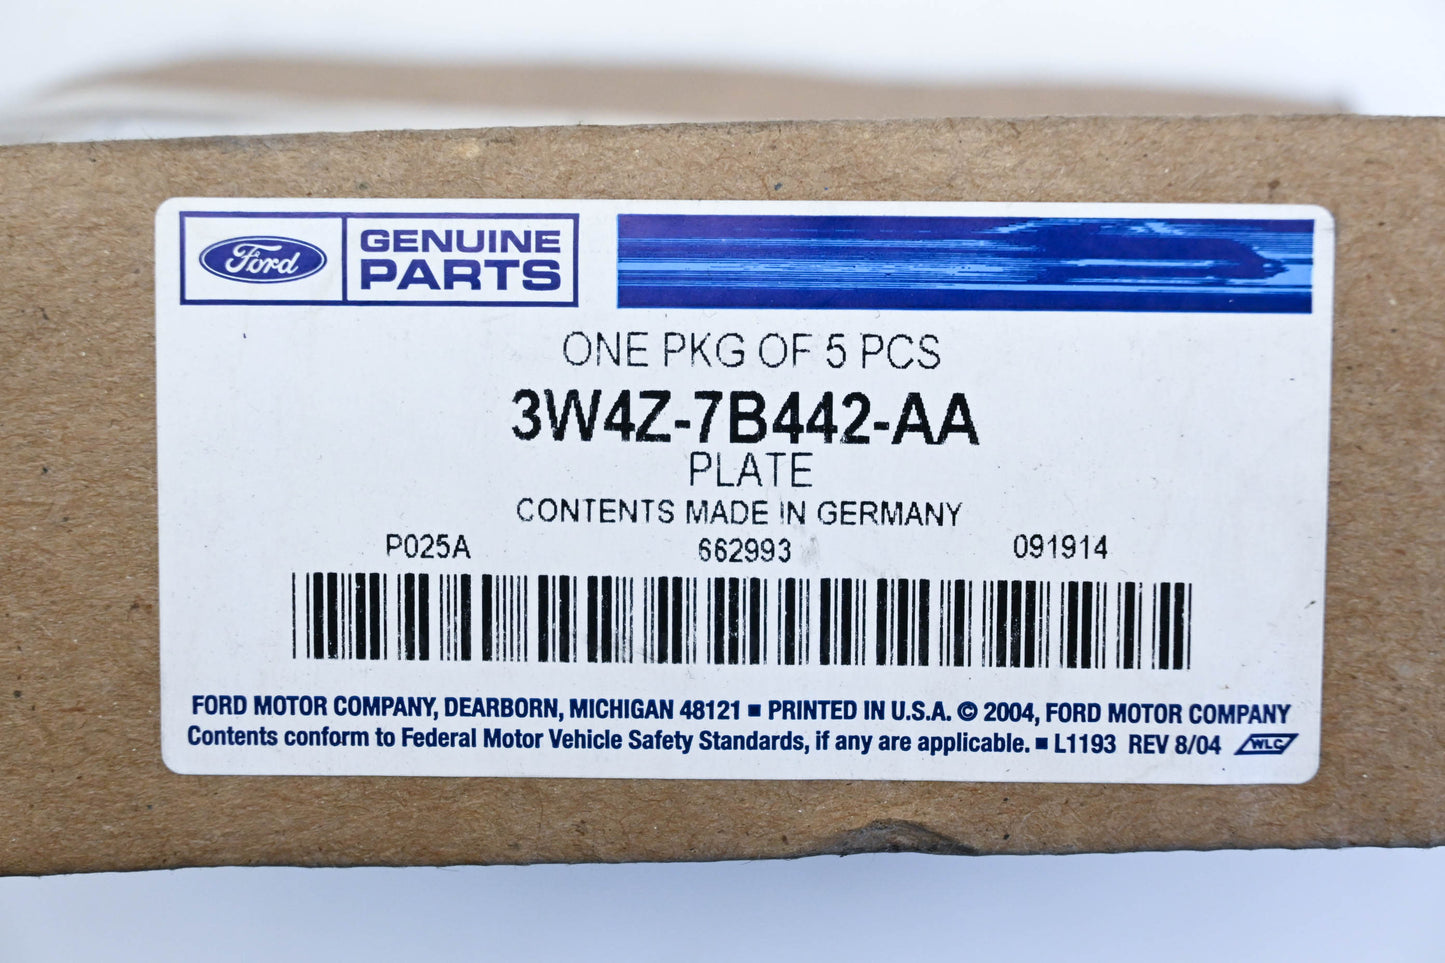 Ford
GENUINE
PARTS
ONE PKG OF 5 PCS
3W4Z-7B442-AA
PLATE
CONTENTS MADE IN GERMANY
P025A 662993 091914
FORD MOTOR COMPANY, DEARBORN, MICHIGAN 48121 ■ PRINTED IN U.S.A. © 2004, FORD MOTOR COMPANY
Contents conform to Federal Motor Vehicle Safety Standards, if any are applicable. ■ L1193 REV 8/04 WLC